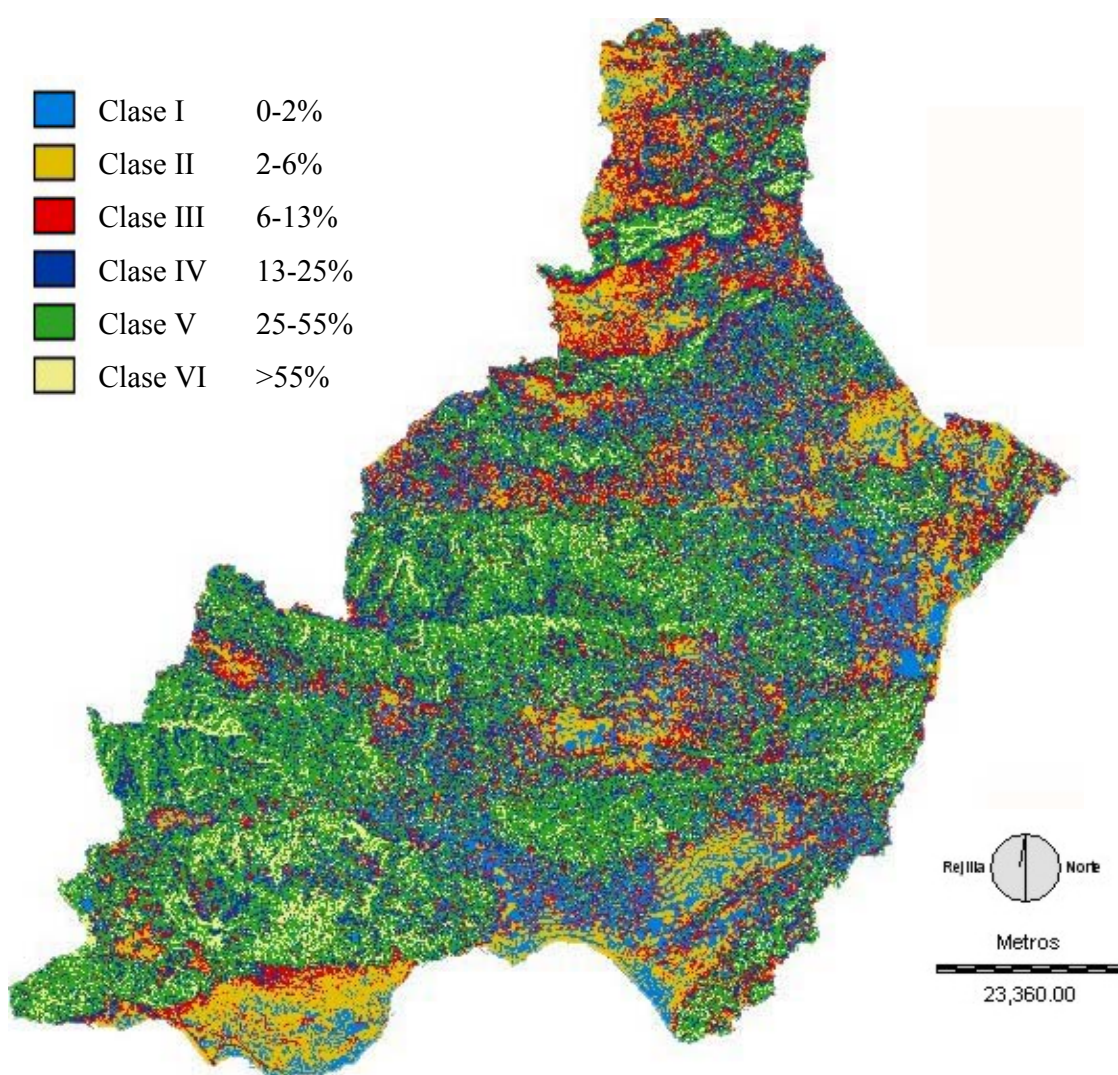 Clase I 0-2%
Clase II 2-6%
Clase III 6-13%
Clase IV 13-25%
Clase V 25-55%
Clase VI >55%
Rejilla Norte
Metros
23,360.00